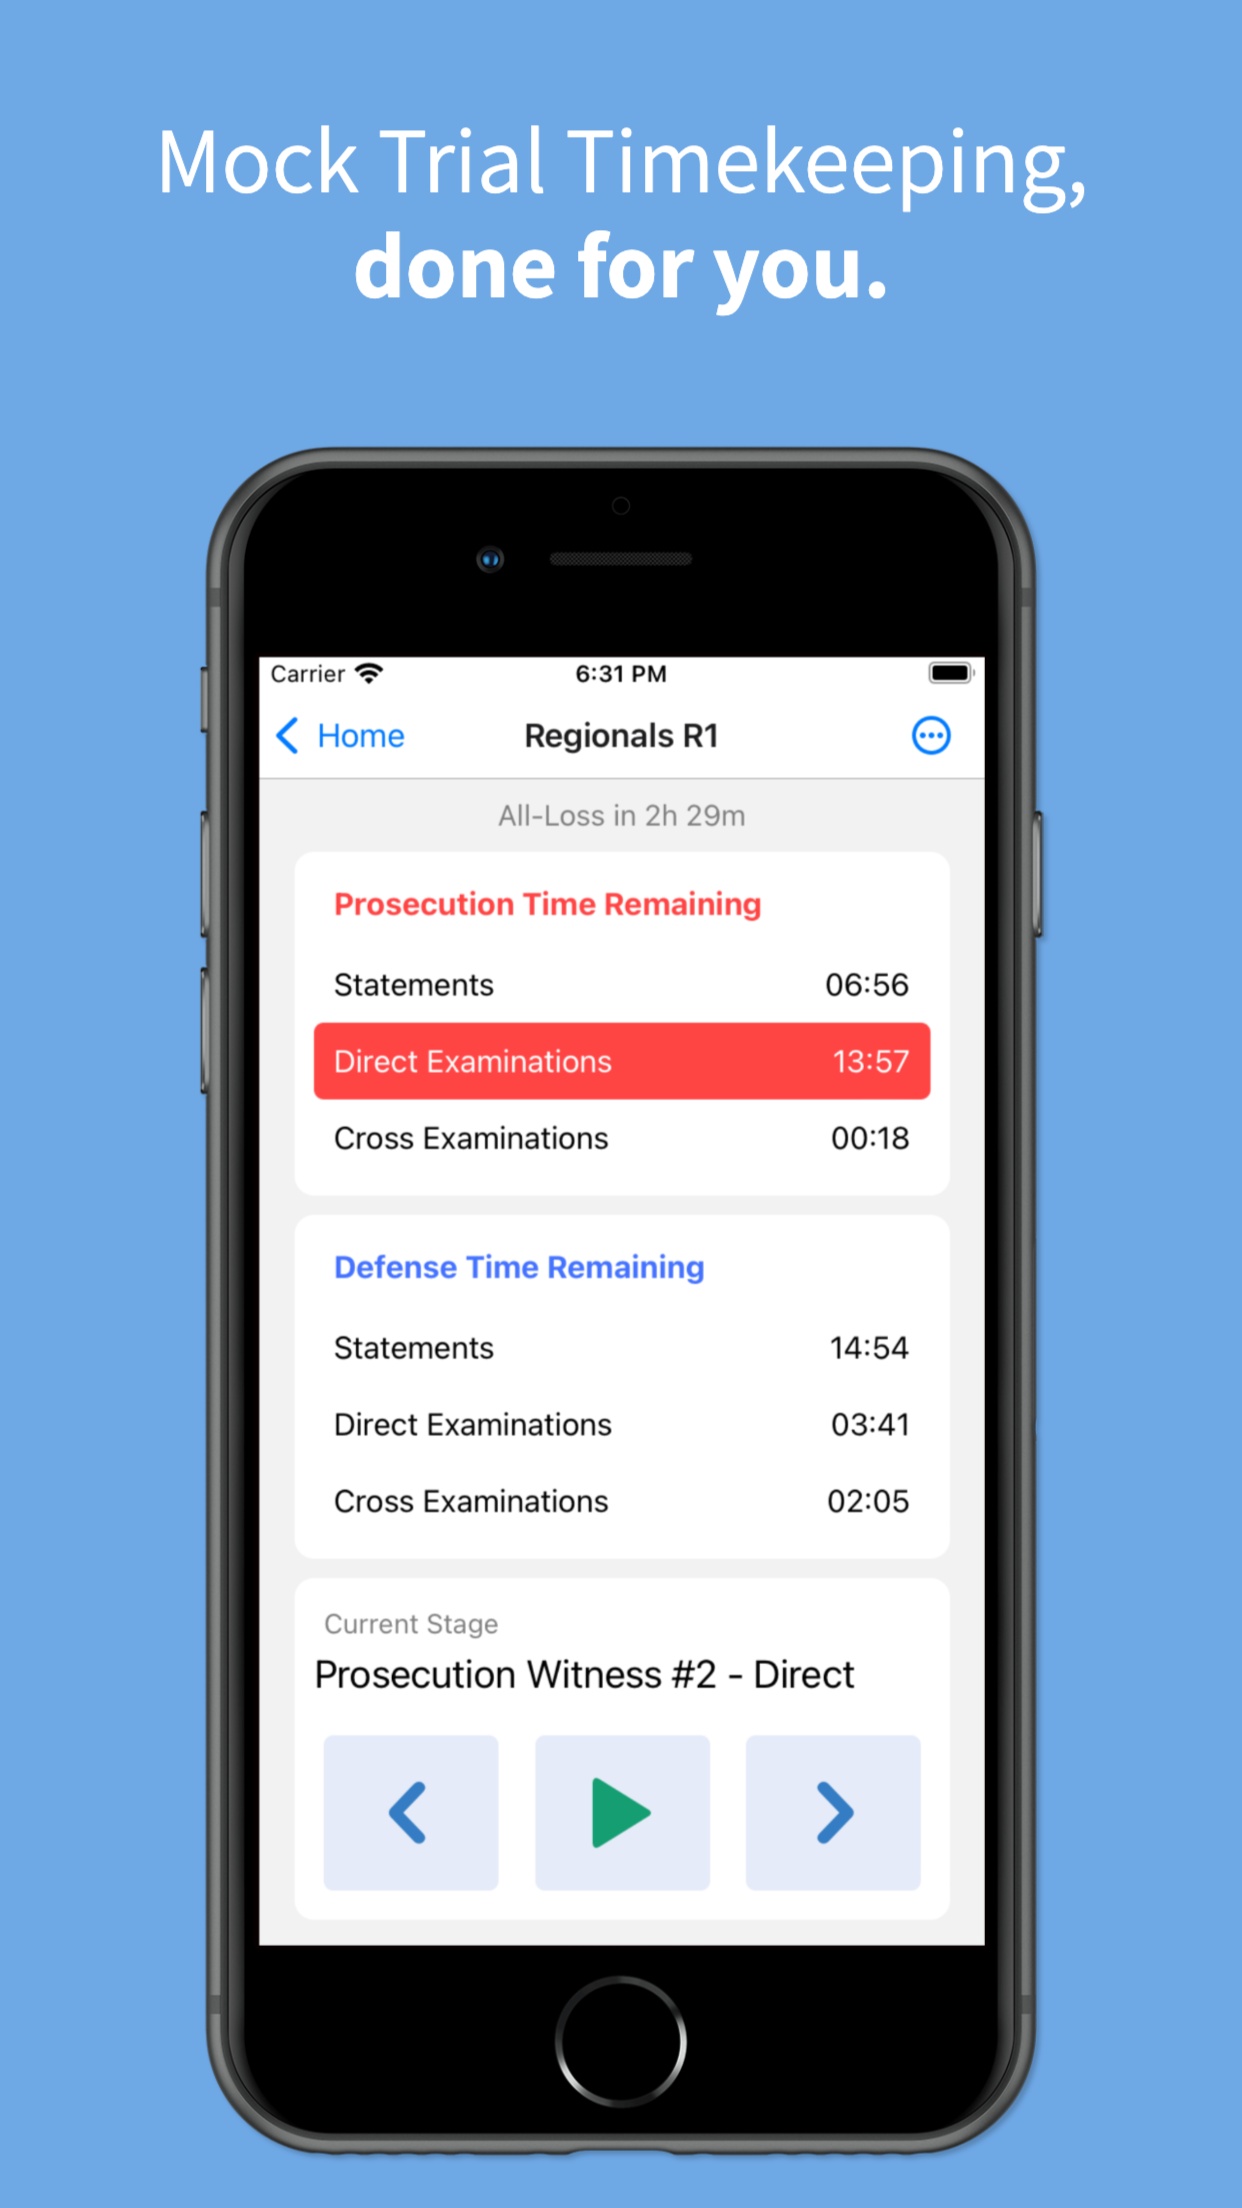 Mock Trial Timekeeping,
done for you.
Carrier 6:31 PM
Home Regionals R1
All-Loss in 2h 29m
Prosecution Time Remaining
Statements 06:56
Direct Examinations 13:57
Cross Examinations 00:18
Defense Time Remaining
Statements 14:54
Direct Examinations 03:41
Cross Examinations 02:05
Current Stage
Prosecution Witness #2 - Direct